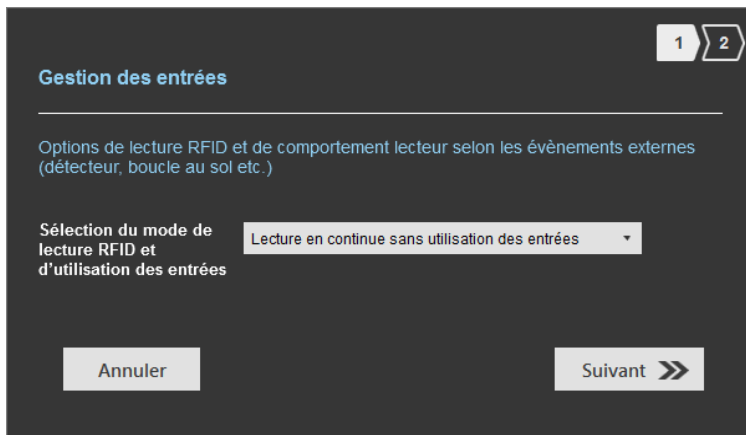 1 2
Gestion des entrées
Options de lecture RFID et de comportement lecteur selon les évènements externes
(détecteur, boucle au sol etc.)
Sélection du mode de
lecture RFID et
d'utilisation des entrées
Lecture en continue sans utilisation des entrées
Annuler
Suivant